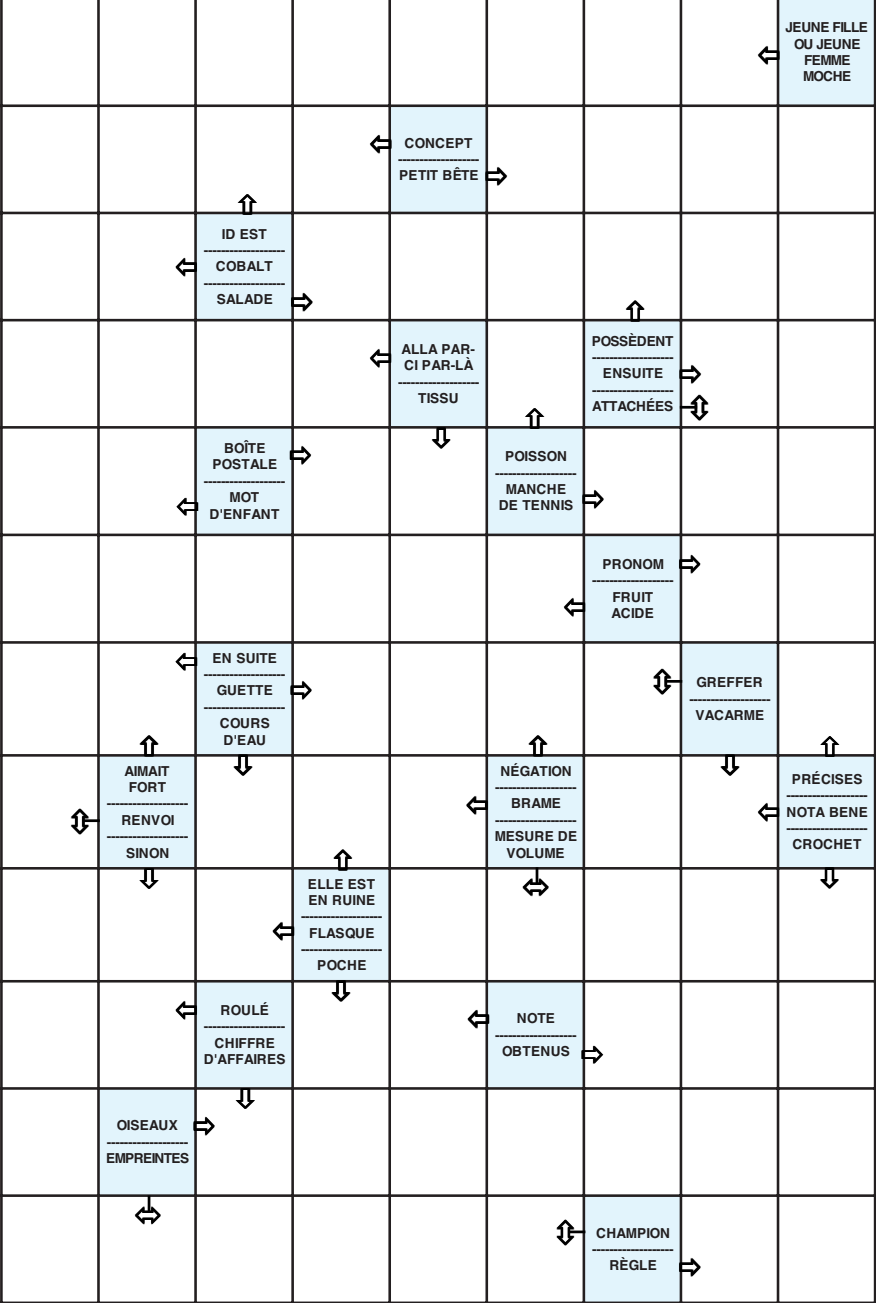 JEUNE FILLE
OU JEUNE
FEMME
MOCHE
CONCEPT
PETIT BÊTE
ID EST
COBALT
SALADE
ALLA PAR-
CI PAR-LÀ
TISSU
POSSÈDENT
ENSUITE
ATTACHÉES
BOÎTE
POSTALE
MOT
D'ENFANT
POISSON
MANCHE
DE TENNIS
PRONOM
FRUIT
ACIDE
EN SUITE
GUETTE
COURS
D'EAU
GREFFER
VACARME
AIMAIT
FORT
RENVOI
SINON
NÉGATION
BRAME
MESURE DE
VOLUME
PRÉCISES
NOTA BENE
CROCHET
ELLE EST
EN RUINE
FLASQUE
POCHE
ROULÉ
CHIFFRE
D'AFFAIRES
NOTE
OBTENUS
OISEAUX
EMPREINTES
CHAMPION
RÈGLE